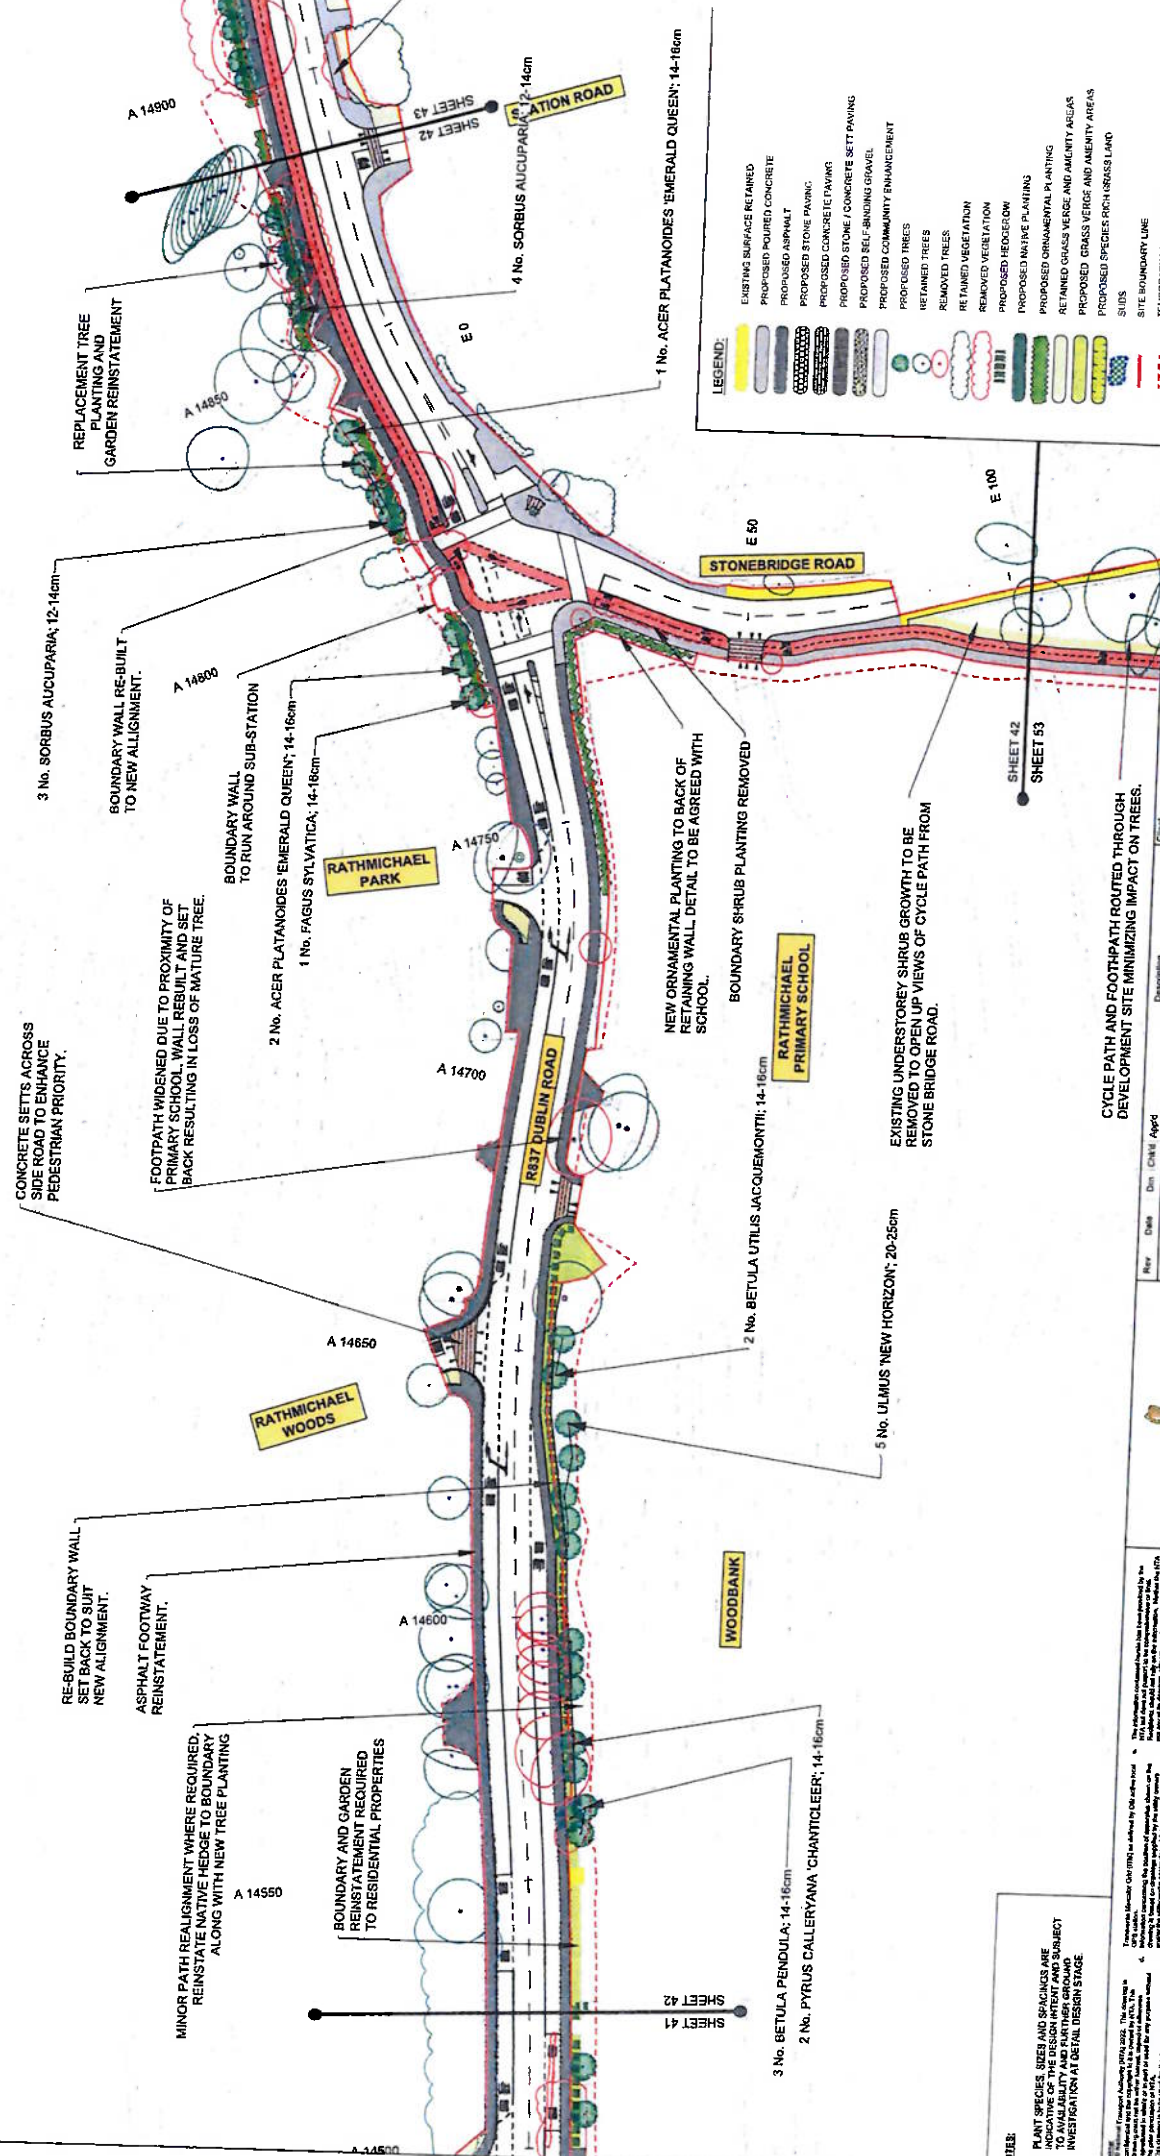 CONCRETE SETTS ACROSS
SIDE ROAD TO ENHANCE
PEDESTRIAN PRIORITY.
3 No. SORBUS AUCUPARIA; 12-14cm
REPLACEMENT TREE
PLANTING AND
GARDEN REINSTATEMENT
BOUNDARY WALL RE-BUILT
TO NEW ALLIGNMENT.
BOUNDARY WALL
TO RUN AROUND SUB-STATION
FOOTPATH WIDENED DUE TO PROXIMITY OF
PRIMARY SCHOOL, WALL REBUILT AND SET
BACK RESULTING IN LOSS OF MATURE TREE.
2 No. ACER PLATANOIDES 'EMERALD QUEEN'; 14-16cm
1 No. FAGUS SYLVATICA; 14-16cm
RE-BUILD BOUNDARY WALL
SET BACK TO SUIT
NEW ALIGNMENT.
ASPHALT FOOTWAY
REINSTATEMENT.
MINOR PATH REALIGNMENT WHERE REQUIRED,
REINSTATE NATIVE HEDGE TO BOUNDARY
ALONG WITH NEW TREE PLANTING
BOUNDARY AND GARDEN
REINSTATEMENT REQUIRED
TO RESIDENTIAL PROPERTIES
A 14500
A 14550
A 14600
A 14650
A 14700
A 14750
A 14800
A 14850
A 14900
RATHMICHAEL
WOODS
RATHMICHAEL
PARK
R837 DUBLIN ROAD
SHEET 41
SHEET 42
SHEET 42
SHEET 43
ATION ROAD
4 No. SORBUS AUCUPARIA; 12-14cm
E 0
1 No. ACER PLATANOIDES 'EMERALD QUEEN'; 14-16cm
STONEBRIDGE ROAD
E 50
E 100
SHEET 42
SHEET 53
NEW ORNAMENTAL PLANTING TO BACK OF
RETAINING WALL, DETAIL TO BE AGREED WITH
SCHOOL.
BOUNDARY SHRUB PLANTING REMOVED
RATHMICHAEL
PRIMARY SCHOOL
2 No. BETULA UTILIS JACQUEMONTII; 14-16cm
5 No. ULMUS 'NEW HORIZON'; 20-25cm
WOODBANK
3 No. BETULA PENDULA; 14-16cm
2 No. PYRUS CALLERYANA 'CHANTICLEER'; 14-16cm
EXISTING UNDERSTOREY SHRUB GROWTH TO BE
REMOVED TO OPEN UP VIEWS OF CYCLE PATH FROM
STONE BRIDGE ROAD.
CYCLE PATH AND FOOTPATH ROUTED THROUGH
DEVELOPMENT SITE MINIMIZING IMPACT ON TREES.
LEGEND:
EXISTING SURFACE RETAINED
PROPOSED POURED CONCRETE
PROPOSED ASPHALT
PROPOSED STONE PAVING
PROPOSED CONCRETE PAVING
PROPOSED STONE / CONCRETE SETT PAVING
PROPOSED SELF-BINDING GRAVEL
PROPOSED COMMUNITY ENHANCEMENT
PROPOSED TREES
RETAINED TREES
REMOVED TREES
RETAINED VEGETATION
REMOVED VEGETATION
PROPOSED HEDGEROW
PROPOSED NATIVE PLANTING
PROPOSED ORNAMENTAL PLANTING
RETAINED GRASS VERGE AND AMENITY AREAS
PROPOSED GRASS VERGE AND AMENITY AREAS
PROPOSED SPECIES RICH GRASS LAND
SUDS
SITE BOUNDARY LINE
PLANT SPECIES, SIZES AND SPACINGS ARE
INDICATIVE OF THE DESIGN INTENT AND SUBJECT
TO AVAILABILITY AND FURTHER GROUND
INVESTIGATION AT DETAIL DESIGN STAGE.
Rev Date Drn Chk'd App'd Description